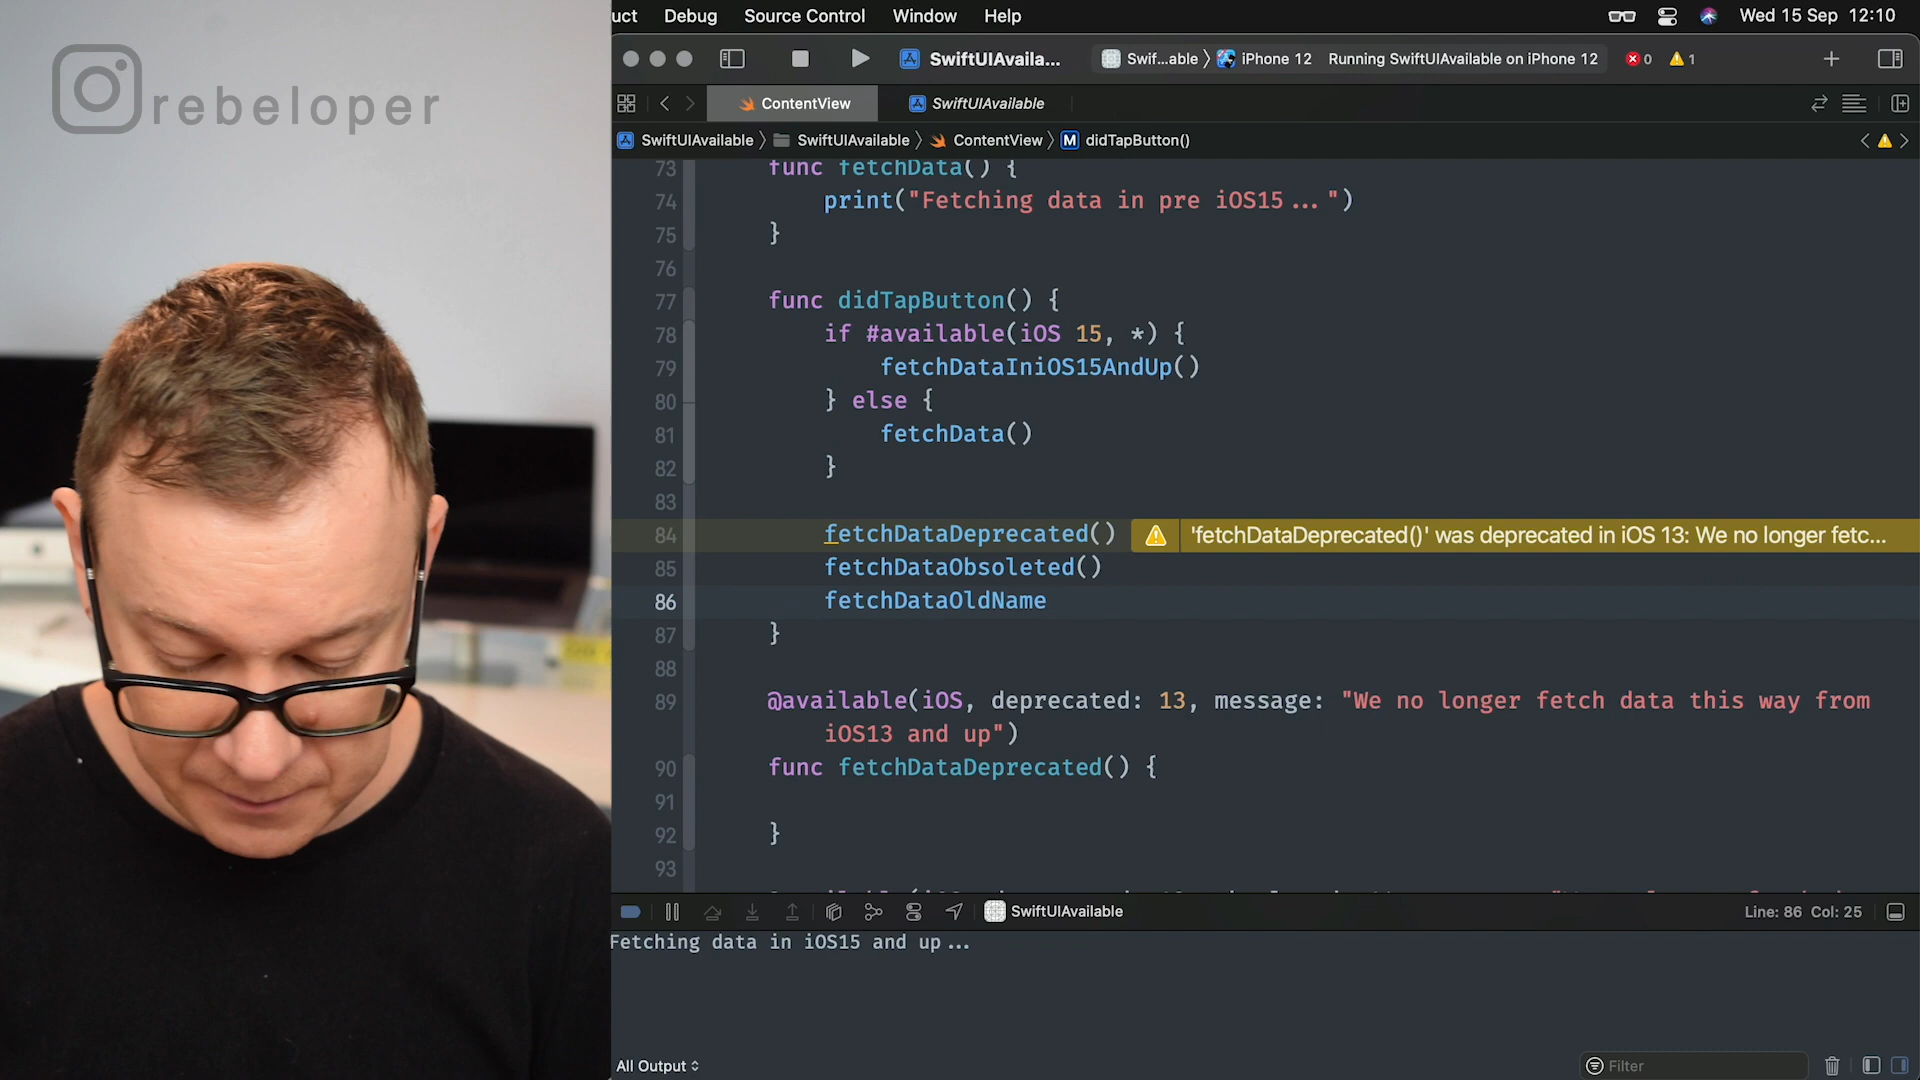 rebeloper
uct Debug Source Control Window Help Wed 15 Sep 12:10
SwiftUIAvaila... Swif...able iPhone 12 Running SwiftUIAvailable on iPhone 12 0 1
ContentView SwiftUIAvailable
SwiftUIAvailable SwiftUIAvailable ContentView M didTapButton()
73 func fetchData() {
74 print("Fetching data in pre iOS15...")
75 }
76
77 func didTapButton() {
78 if #available(iOS 15, *) {
79 fetchDataIniOS15AndUp()
80 } else {
81 fetchData()
82 }
83
84 fetchDataDeprecated() 'fetchDataDeprecated()' was deprecated in iOS 13: We no longer fetc...
85 fetchDataObsoleted()
86 fetchDataOldName
87 }
88
89 @available(iOS, deprecated: 13, message: "We no longer fetch data this way from
iOS13 and up")
90 func fetchDataDeprecated() {
91
92 }
93
SwiftUIAvailable Line: 86 Col: 25
Fetching data in iOS15 and up...
All Output Filter